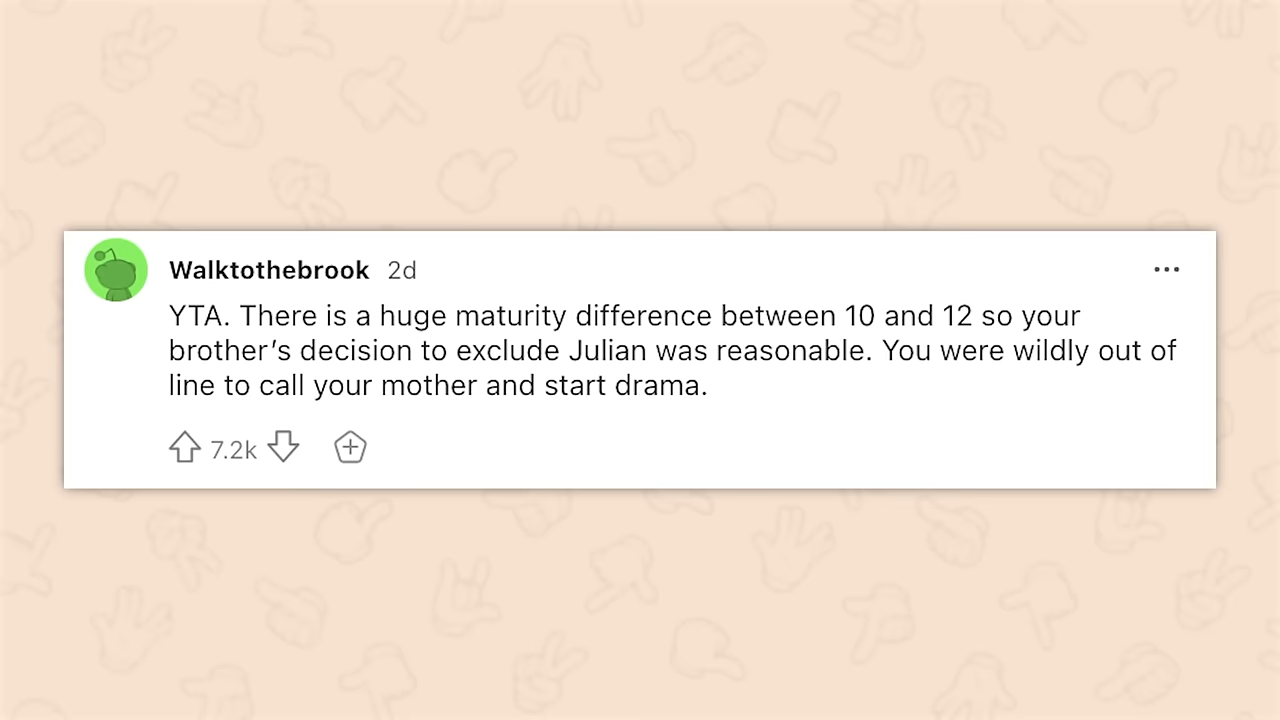 Walktothebrook 2d
YTA. There is a huge maturity difference between 10 and 12 so your
brother's decision to exclude Julian was reasonable. You were wildly out of
line to call your mother and start drama.
7.2k